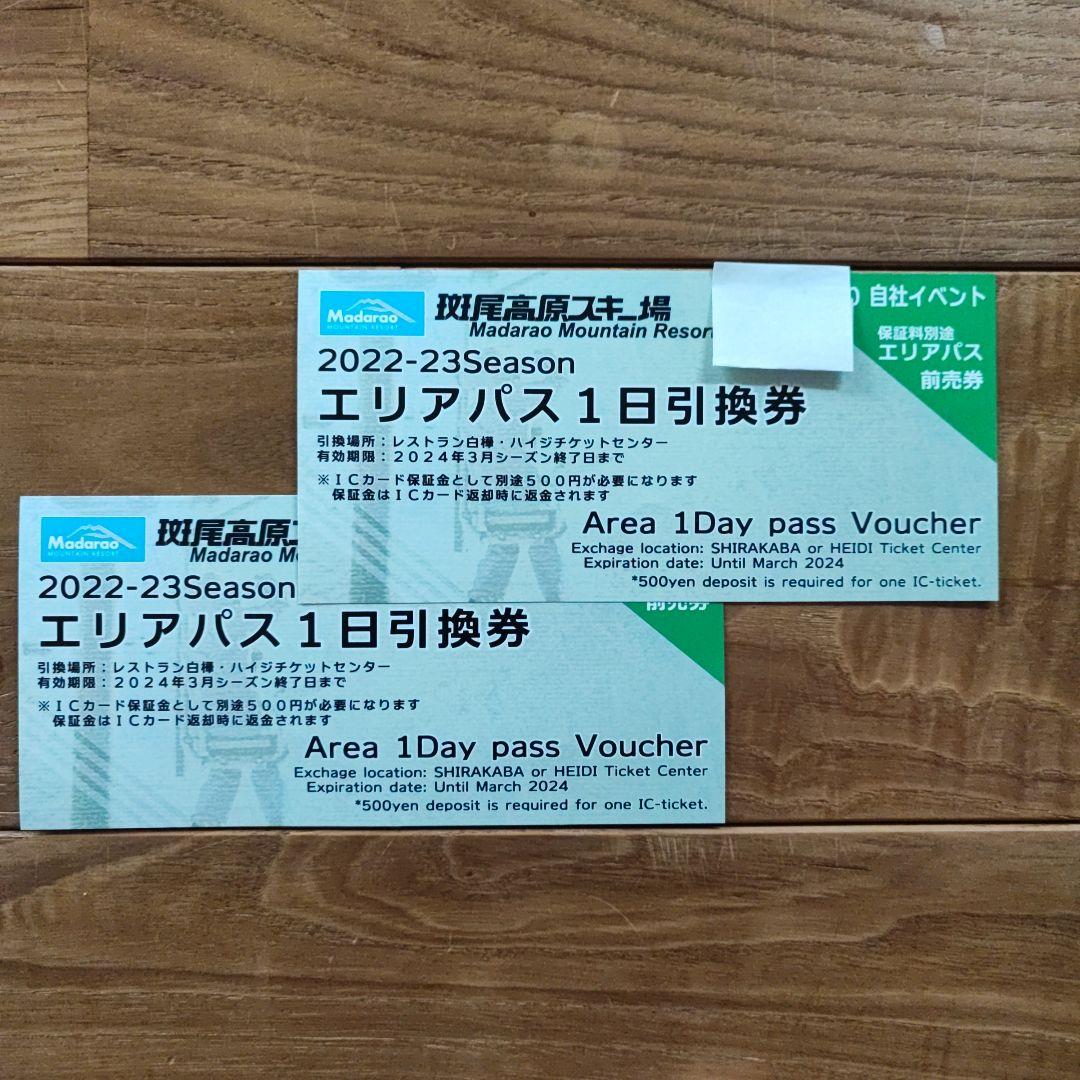 Madarao
MOUNTAIN RESORT
斑尾高原スキー場
Madarao Mountain Resor
) 自社イベント
保証料別途
エリアパス
前売券
2022-23Season
エリアパス１日引換券
引換場所：レストラン白樺・ハイジチケットセンター
有効期限：２０２４年３月シーズン終了日まで
※ＩＣカード保証金として別途５００円が必要になります
保証金はＩＣカード返却時に返金されます
Area 1Day pass Voucher
Exchage location: SHIRAKABA or HEIDI Ticket Center
Expiration date: Until March 2024
*500yen deposit is required for one IC-ticket.
Madarao
MOUNTAIN RESORT
斑尾高原ス
Madarao Mo
2022-23Season
前売券
エリアパス１日引換券
引換場所：レストラン白樺・ハイジチケットセンター
有効期限：２０２４年３月シーズン終了日まで
※ＩＣカード保証金として別途５００円が必要になります
保証金はＩＣカード返却時に返金されます
Area 1Day pass Voucher
Exchage location: SHIRAKABA or HEIDI Ticket Center
Expiration date: Until March 2024
*500yen deposit is required for one IC-ticket.